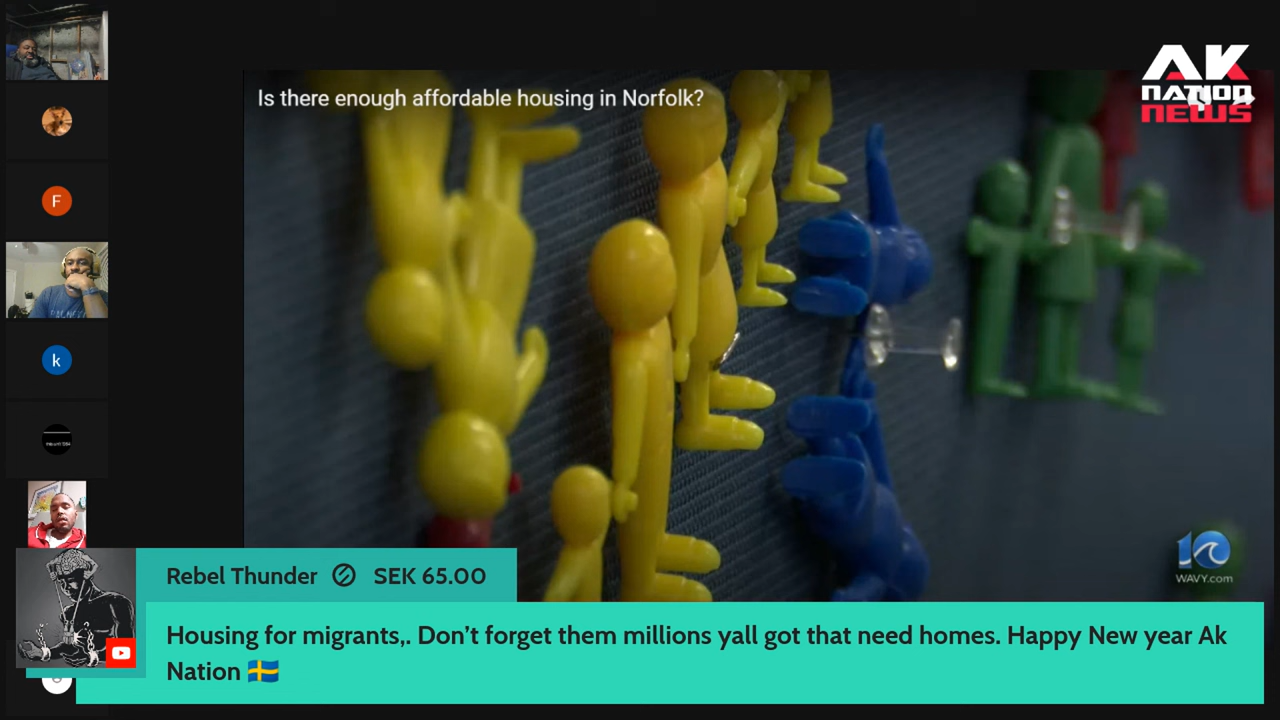 Is there enough affordable housing in Norfolk?
AK
NATION
NEWS
F
k
10
WAVY.com
Rebel Thunder SEK 65.00
Housing for migrants,. Don’t forget them millions yall got that need homes. Happy New year Ak
Nation 🇸🇪